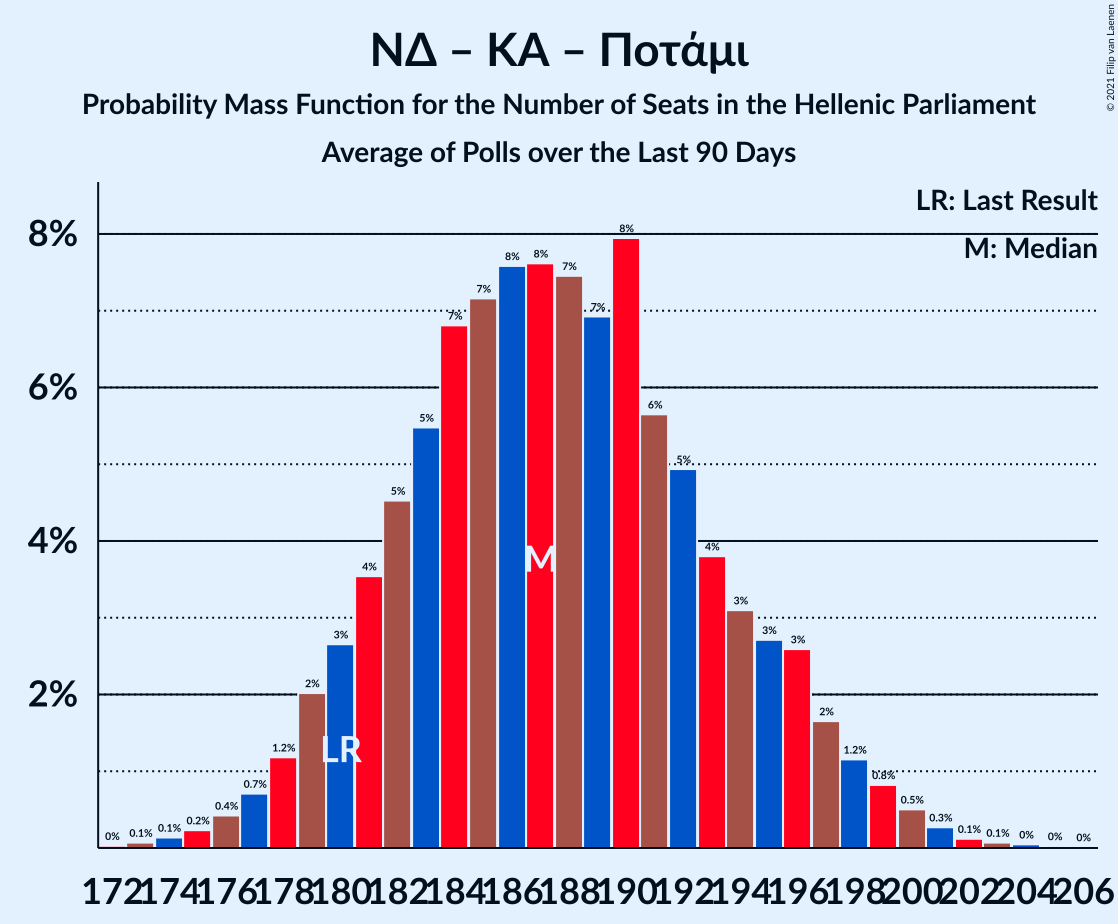 ΝΔ – ΚΑ – Ποτάμι
Probability Mass Function for the Number of Seats in the Hellenic Parliament
Average of Polls over the Last 90 Days
© 2021 Filip van Laenen
LR: Last Result
M: Median
8%
6%
4%
2%
0% 0.1% 0.1% 0.2% 0.4% 0.7% 1.2% 2% 3% 4% 5% 5% 7% 7% 8% 8% 7% 7% 8% 6% 5% 4% 3% 3% 3% 2% 1.2% 0.8% 0.5% 0.3% 0.1% 0.1% 0% 0% 0%
M
LR
172 174 176 178 180 182 184 186 188 190 192 194 196 198 200 202 204 206